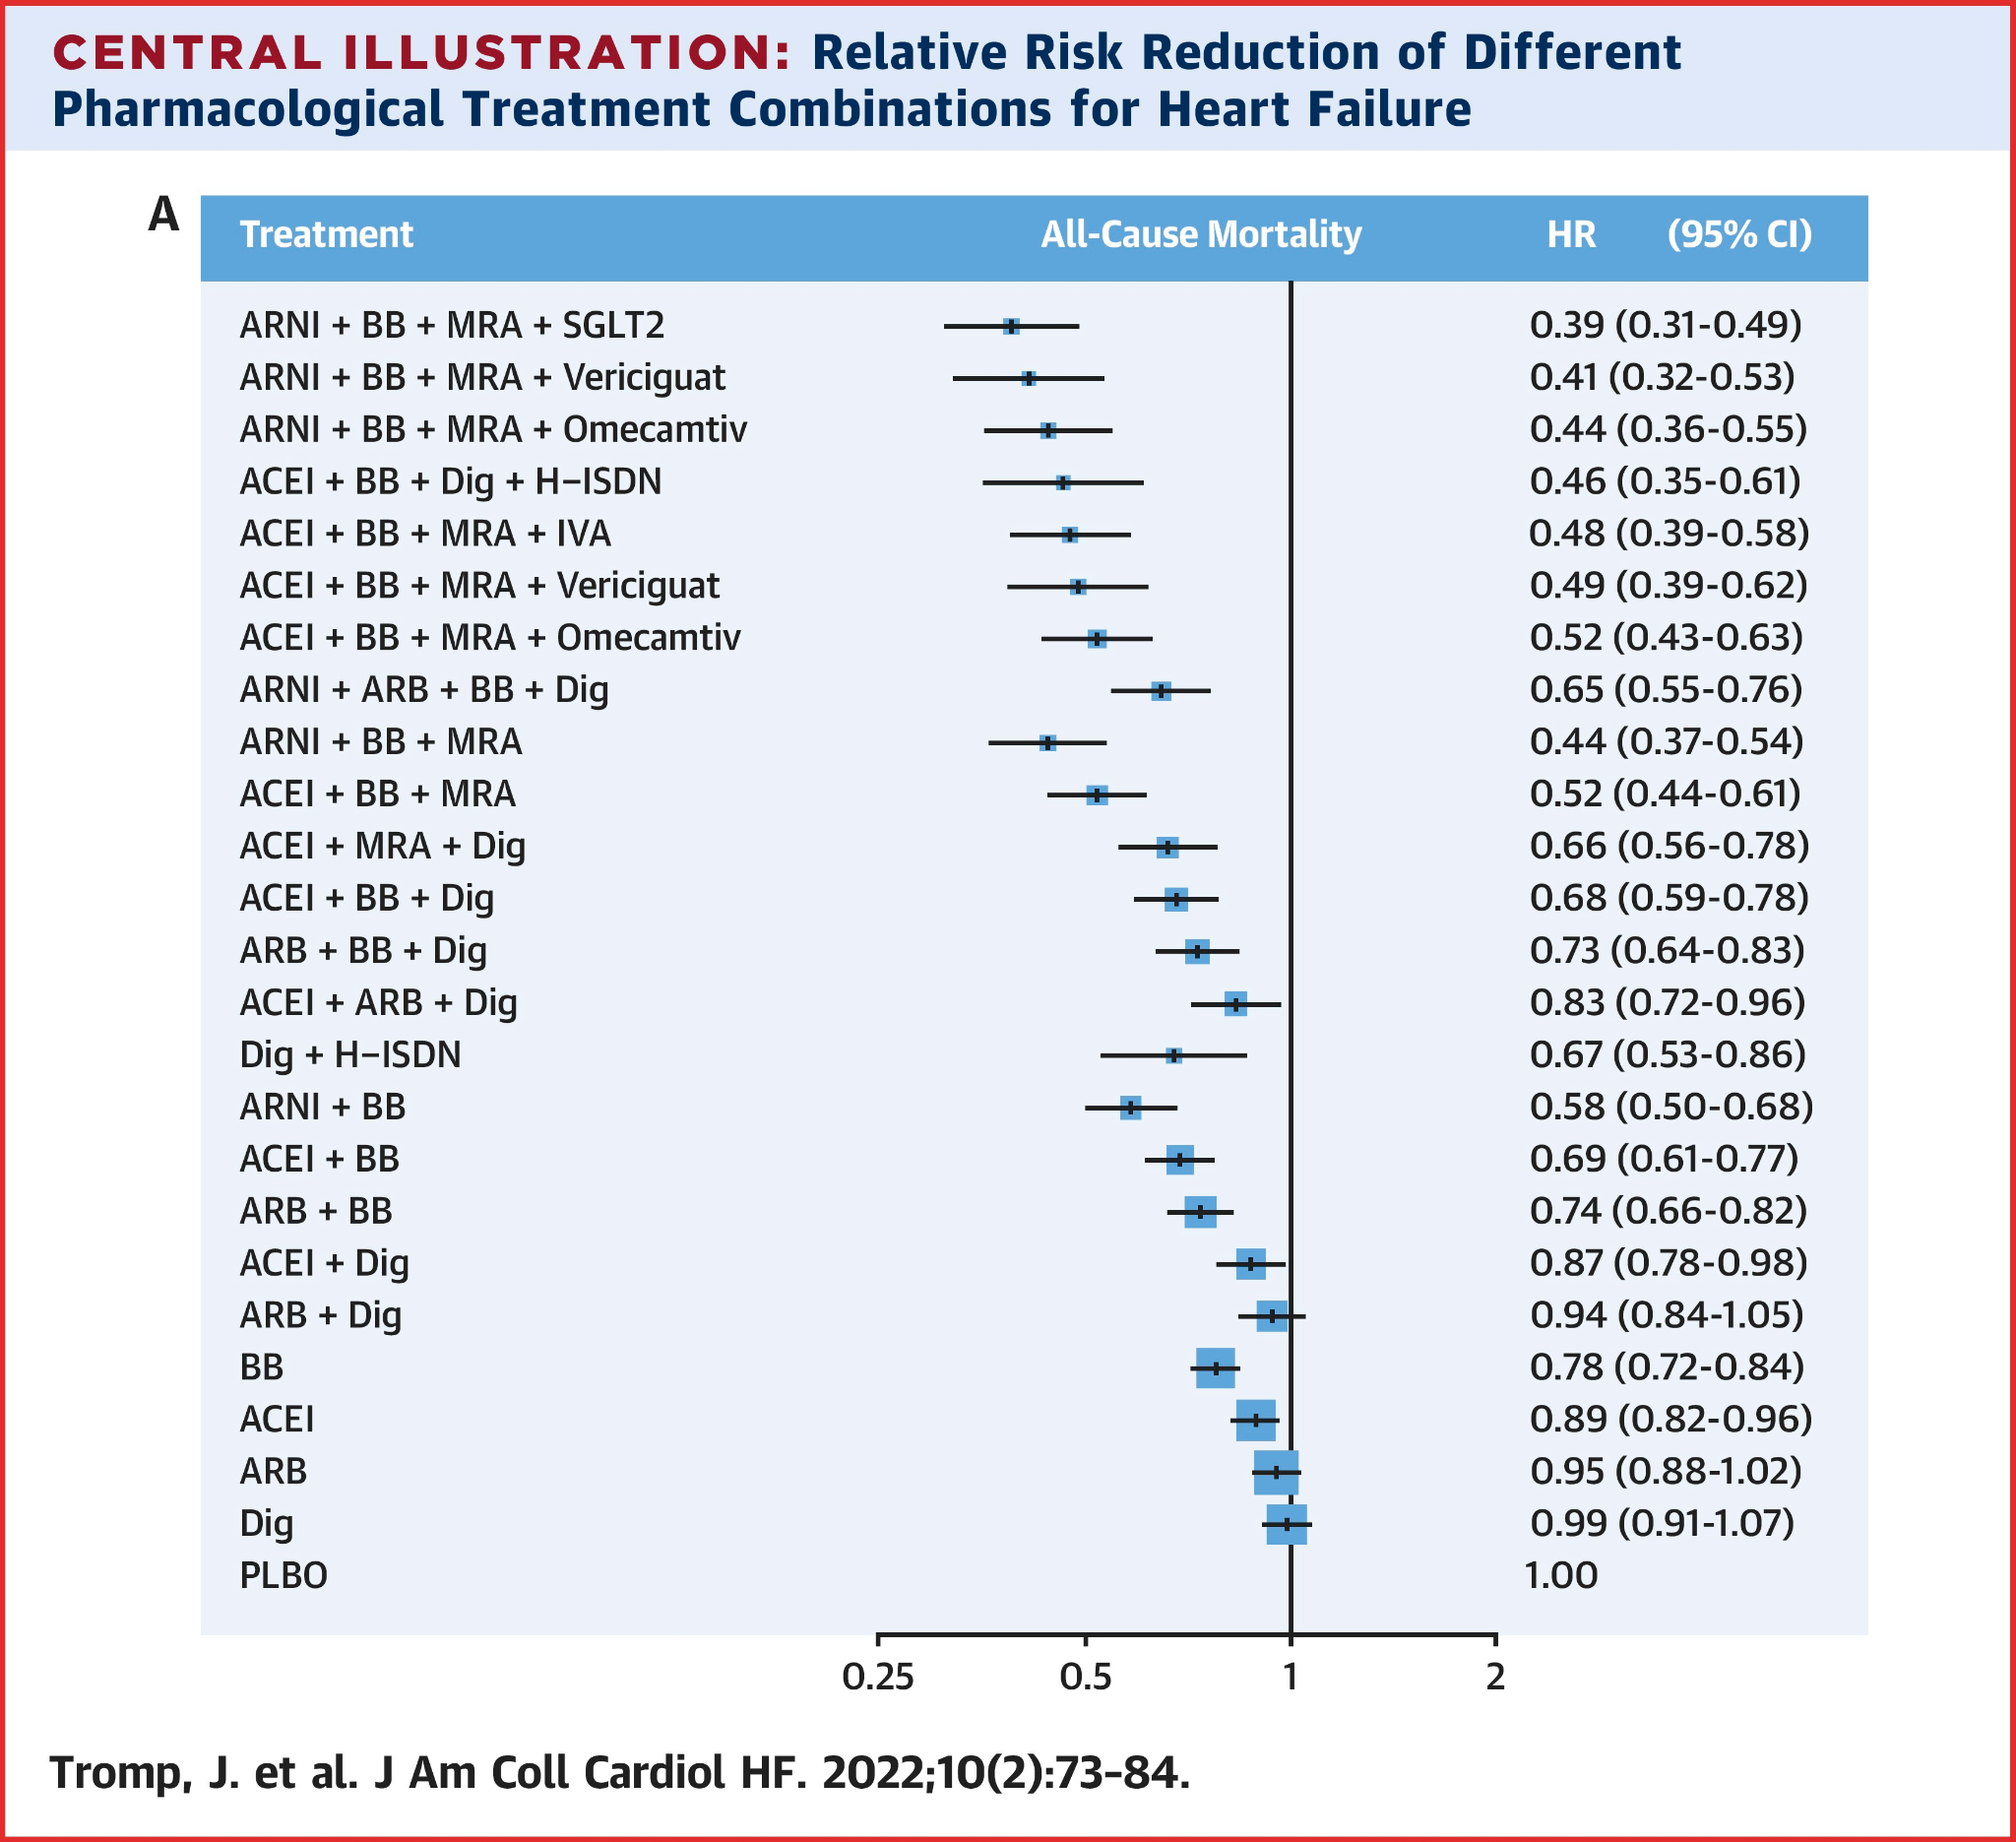 CENTRAL ILLUSTRATION: Relative Risk Reduction of Different
Pharmacological Treatment Combinations for Heart Failure
A
Treatment All-Cause Mortality HR (95% CI)
ARNI + BB + MRA + SGLT2 0.39 (0.31-0.49)
ARNI + BB + MRA + Vericiguat 0.41 (0.32-0.53)
ARNI + BB + MRA + Omecamtiv 0.44 (0.36-0.55)
ACEI + BB + Dig + H–ISDN 0.46 (0.35-0.61)
ACEI + BB + MRA + IVA 0.48 (0.39-0.58)
ACEI + BB + MRA + Vericiguat 0.49 (0.39-0.62)
ACEI + BB + MRA + Omecamtiv 0.52 (0.43-0.63)
ARNI + ARB + BB + Dig 0.65 (0.55-0.76)
ARNI + BB + MRA 0.44 (0.37-0.54)
ACEI + BB + MRA 0.52 (0.44-0.61)
ACEI + MRA + Dig 0.66 (0.56-0.78)
ACEI + BB + Dig 0.68 (0.59-0.78)
ARB + BB + Dig 0.73 (0.64-0.83)
ACEI + ARB + Dig 0.83 (0.72-0.96)
Dig + H–ISDN 0.67 (0.53-0.86)
ARNI + BB 0.58 (0.50-0.68)
ACEI + BB 0.69 (0.61-0.77)
ARB + BB 0.74 (0.66-0.82)
ACEI + Dig 0.87 (0.78-0.98)
ARB + Dig 0.94 (0.84-1.05)
BB 0.78 (0.72-0.84)
ACEI 0.89 (0.82-0.96)
ARB 0.95 (0.88-1.02)
Dig 0.99 (0.91-1.07)
PLBO 1.00
0.25 0.5 1 2
Tromp, J. et al. J Am Coll Cardiol HF. 2022;10(2):73-84.